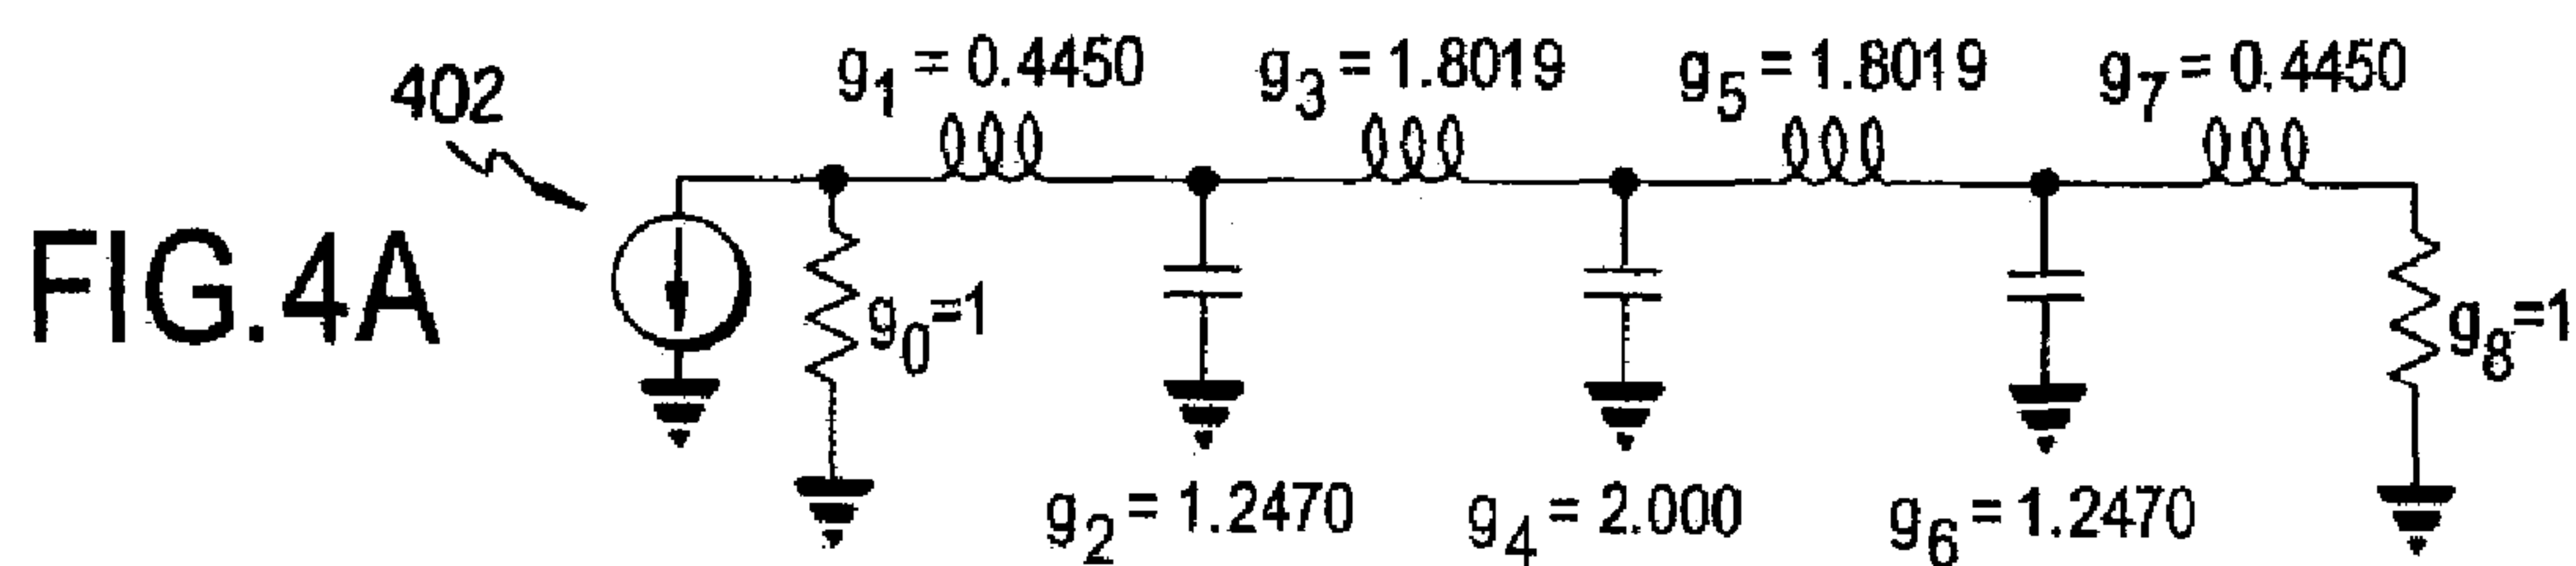 402
g1 = 0.4450
g3 = 1.8019
g5 = 1.8019
g7 = 0.4450
FIG.4A
g0=1
g8=1
g2 = 1.2470
g4 = 2.000
g6 = 1.2470